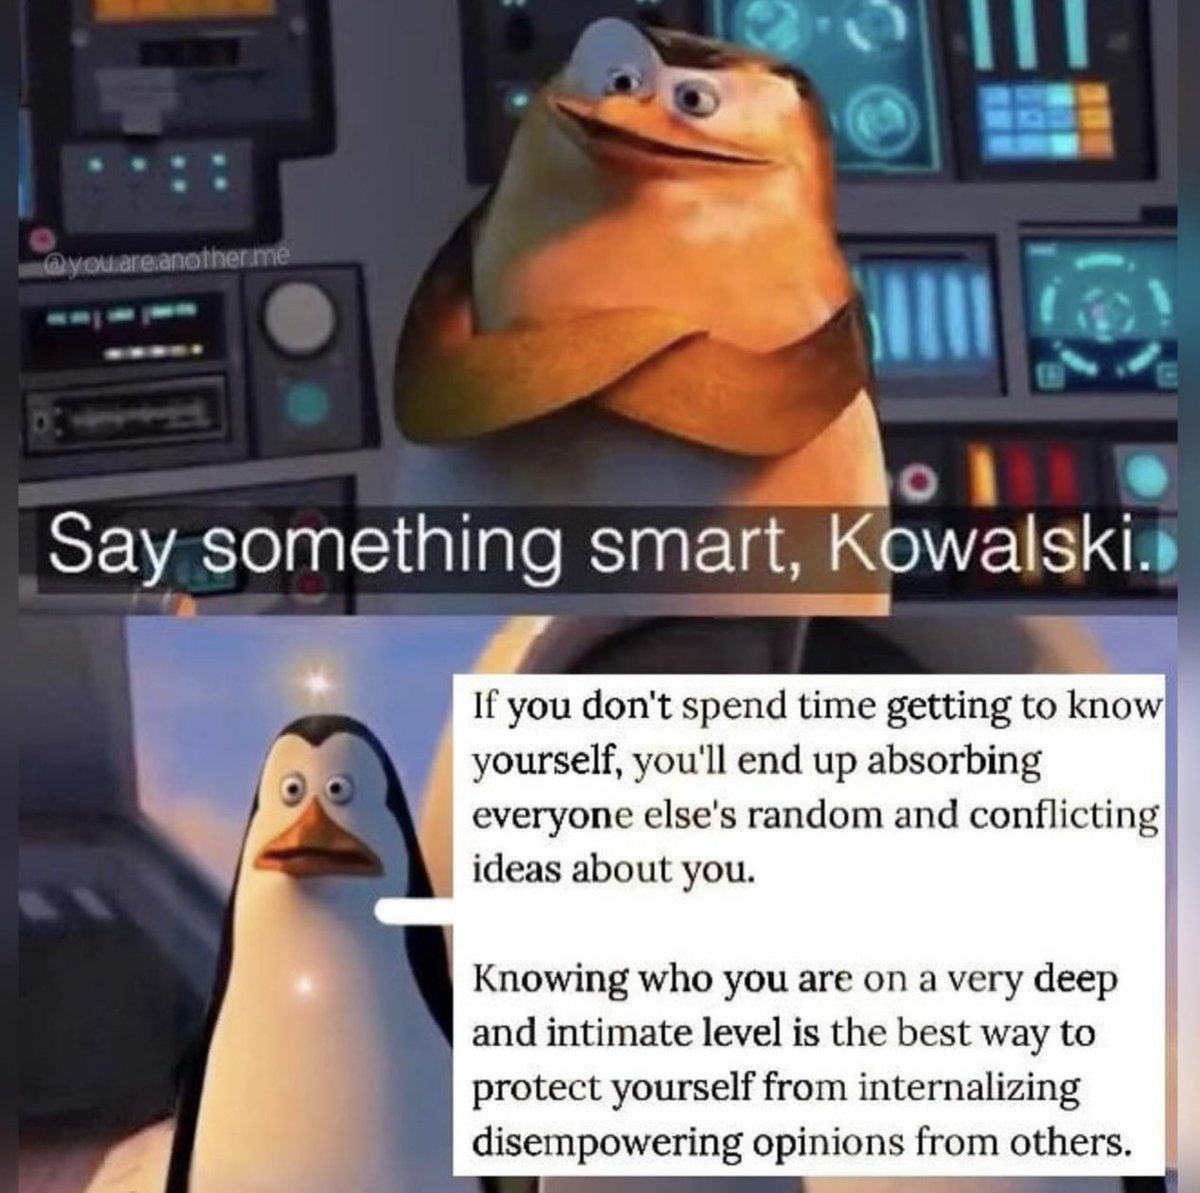 @you.are.another.me
Say something smart, Kowalski.
If you don't spend time getting to know
yourself, you'll end up absorbing
everyone else's random and conflicting
ideas about you.
Knowing who you are on a very deep
and intimate level is the best way to
protect yourself from internalizing
disempowering opinions from others.